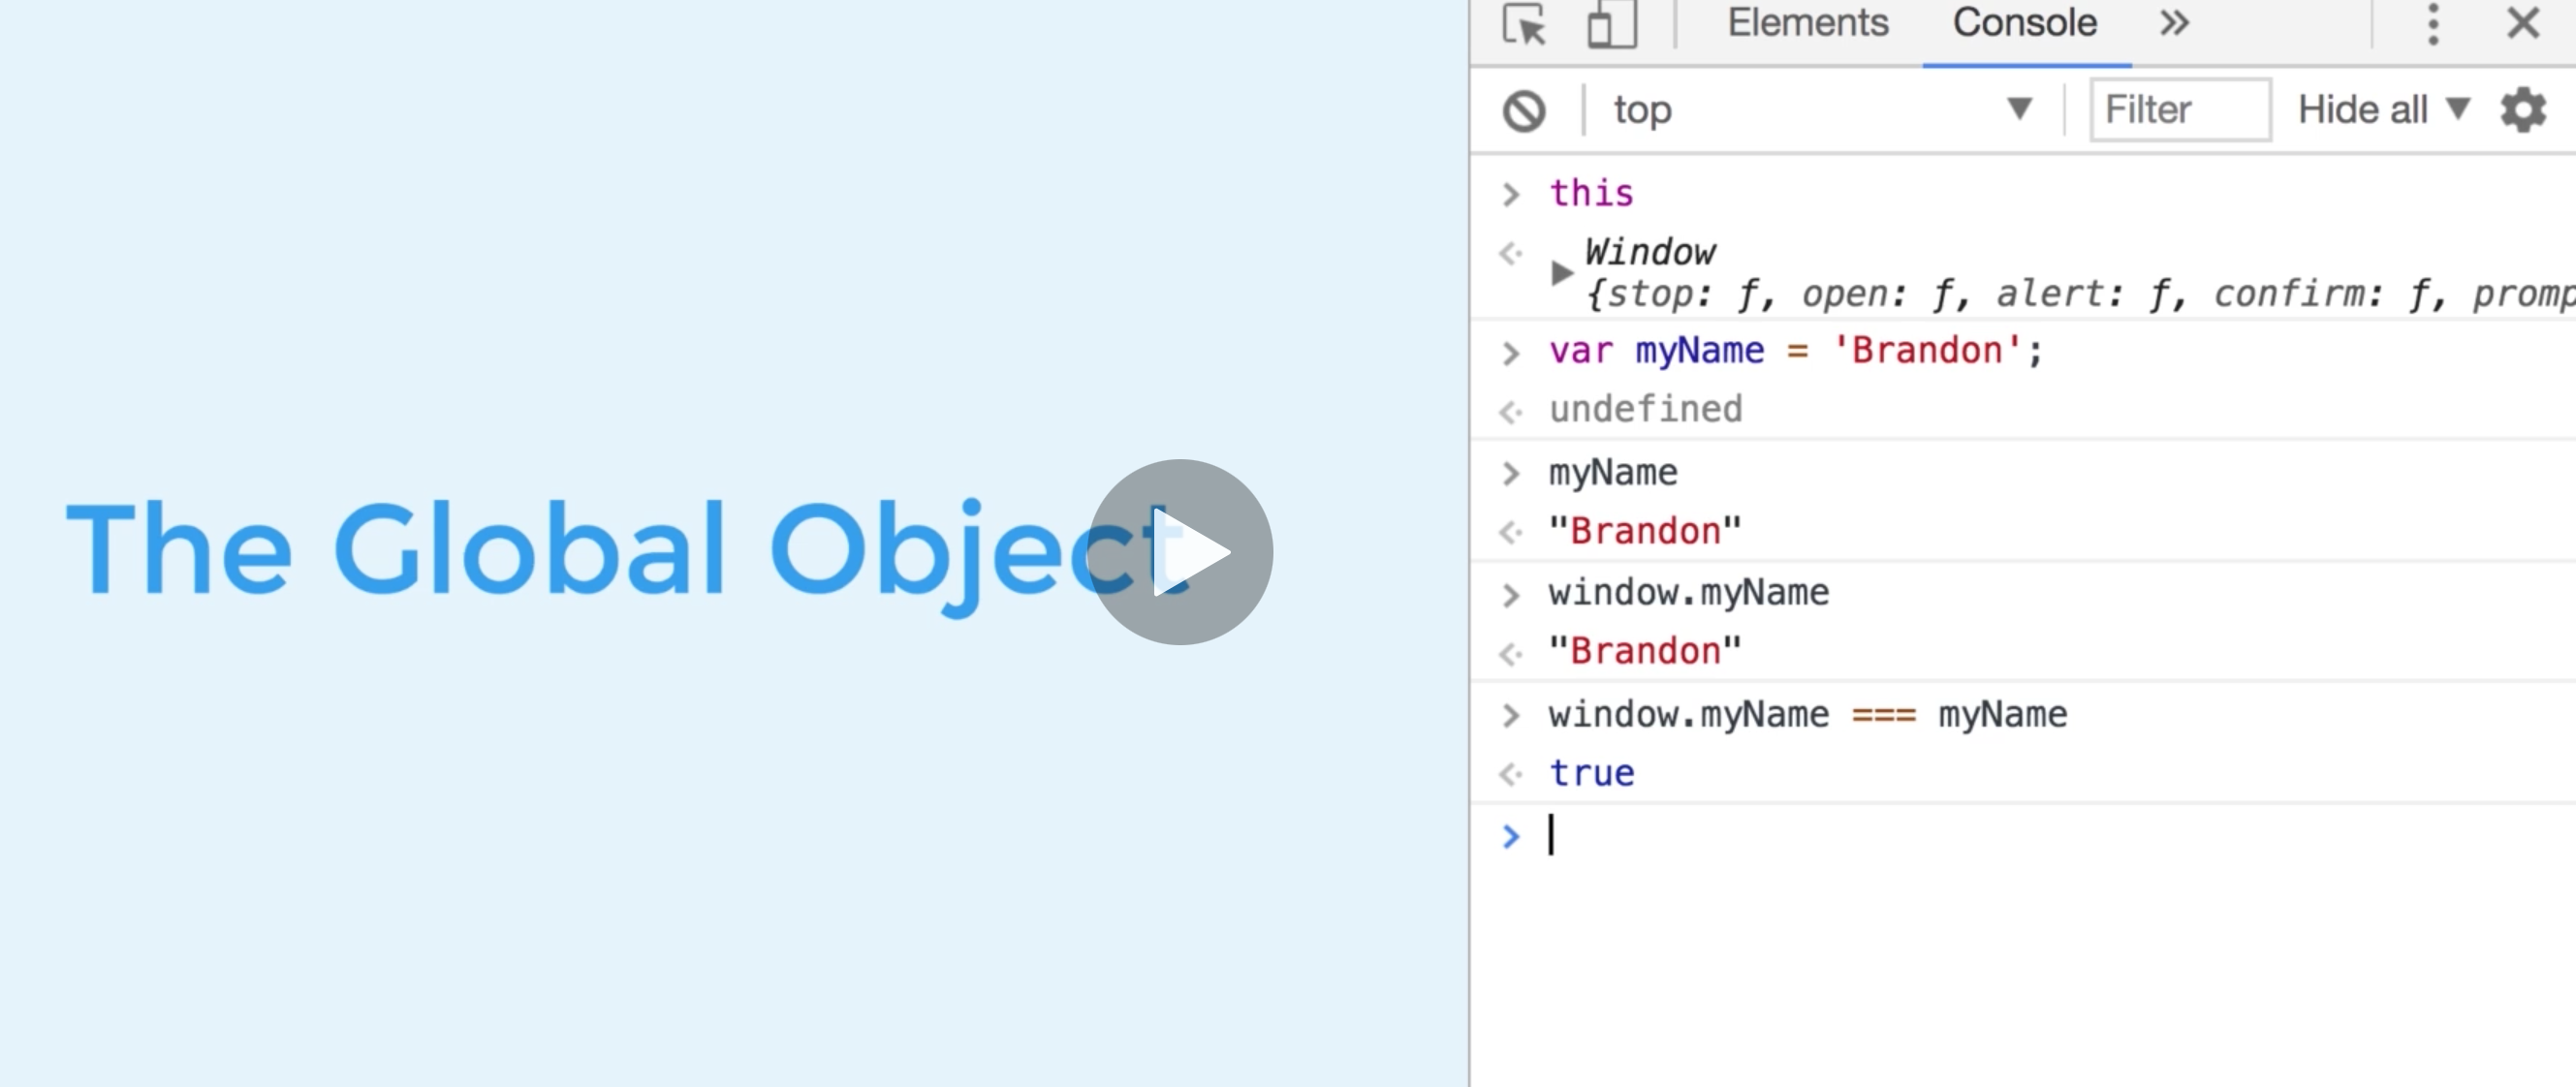 The Global Object
Elements Console »
top Filter Hide all
> this
Window
{stop: ƒ, open: ƒ, alert: ƒ, confirm: ƒ, promp
> var myName = 'Brandon';
undefined
> myName
"Brandon"
> window.myName
"Brandon"
> window.myName === myName
true
>